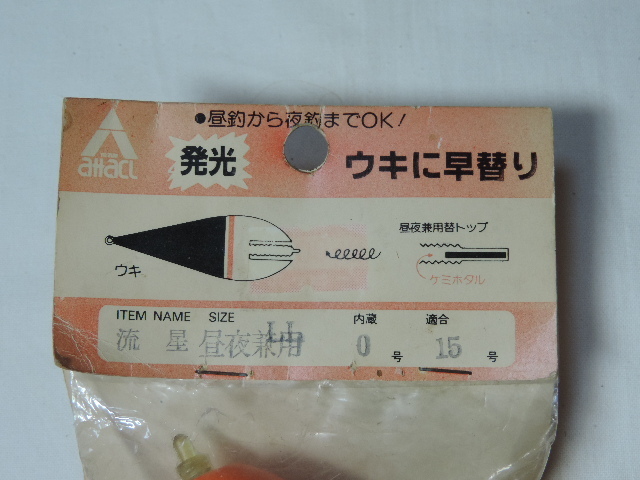 ●昼釣から夜釣までOK!
attacL
発光
ウキに早替り
昼夜兼用替トップ
ウキ
ケミホタル
ITEM NAME SIZE 内蔵 適合
流星 昼夜兼用 LL 0号 15号